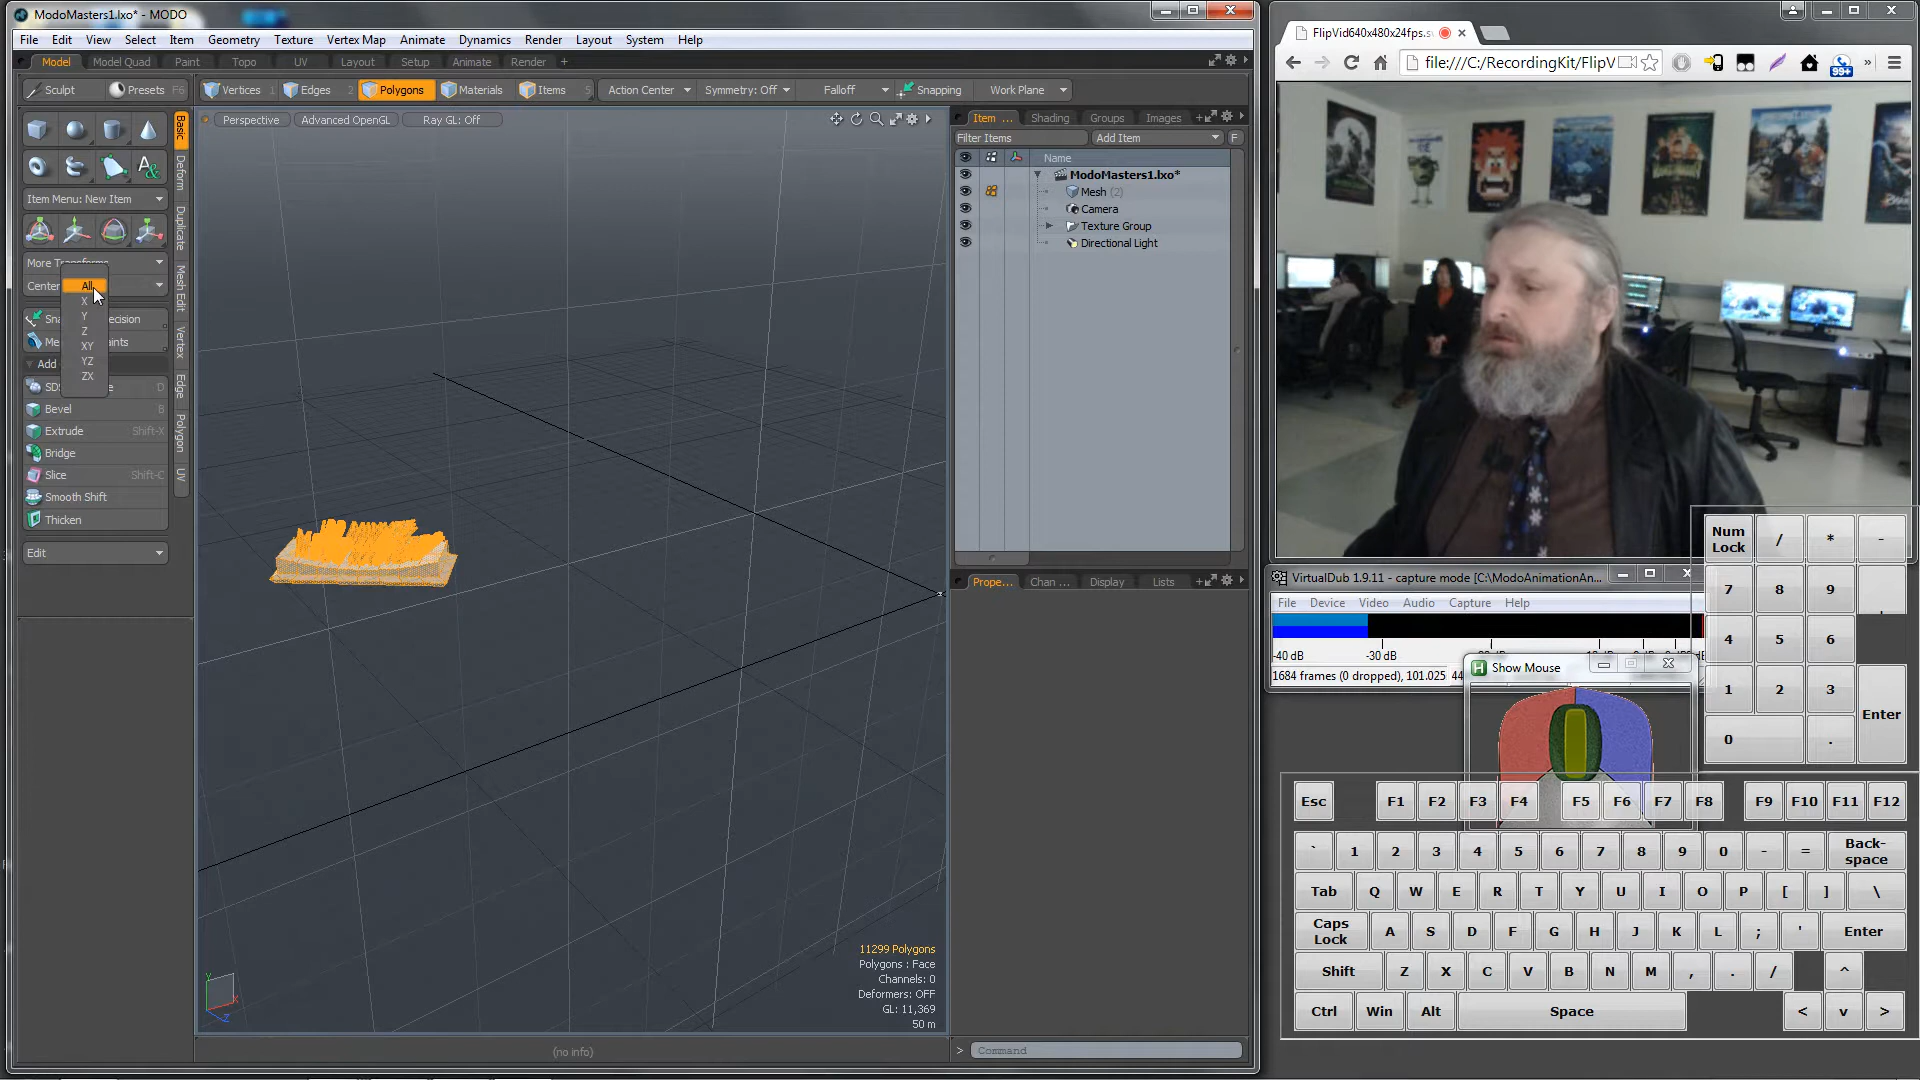 ModoMasters1.lxo* - MODO
File Edit View Select Item Geometry Texture Vertex Map Animate Dynamics Render Layout System Help
Model Model Quad Paint Topo UV Layout Setup Animate Render +
Sculpt Presets F6 Vertices 1 Edges 2 Polygons Materials Items 5 Action Center Symmetry: Off Falloff Snapping Work Plane
Perspective Advanced OpenGL Ray GL: Off
Basic
Deform
Duplicate
Mesh Edit
Vertex
Edge
Polygon
UV
Item Menu: New Item
More Transforms
Center
All
X
Y
Z
XY
YZ
ZX
Add
Bevel B
Extrude Shift-X
Bridge
Slice Shift-C
Smooth Shift
Thicken
Edit
11299 Polygons
Polygons : Face
Channels: 0
Deformers: OFF
GL: 11,369
50 m
(no info)
Item ... Shading Groups Images +
Filter Items Add Item F
Name
ModoMasters1.lxo*
Mesh (2)
Camera
Texture Group
Directional Light
Prope... Chan ... Display Lists +
> Command
FlipVid640x480x24fps.s
file:///C:/RecordingKit/FlipV
99+
VirtualDub 1.9.11 - capture mode [C:\ModoAnimationAn...
File Device Video Audio Capture Help
-40 dB -30 dB
1684 frames (0 dropped), 101.025
Show Mouse
Num Lock / * -
7 8 9
4 5 6
1 2 3
Enter
0 .
Esc F1 F2 F3 F4 F5 F6 F7 F8 F9 F10 F11 F12
` 1 2 3 4 5 6 7 8 9 0 - = Back-space
Tab Q W E R T Y U I O P [ ] \
Caps Lock A S D F G H J K L ; ' Enter
Shift Z X C V B N M , . / ^
Ctrl Win Alt Space < v >